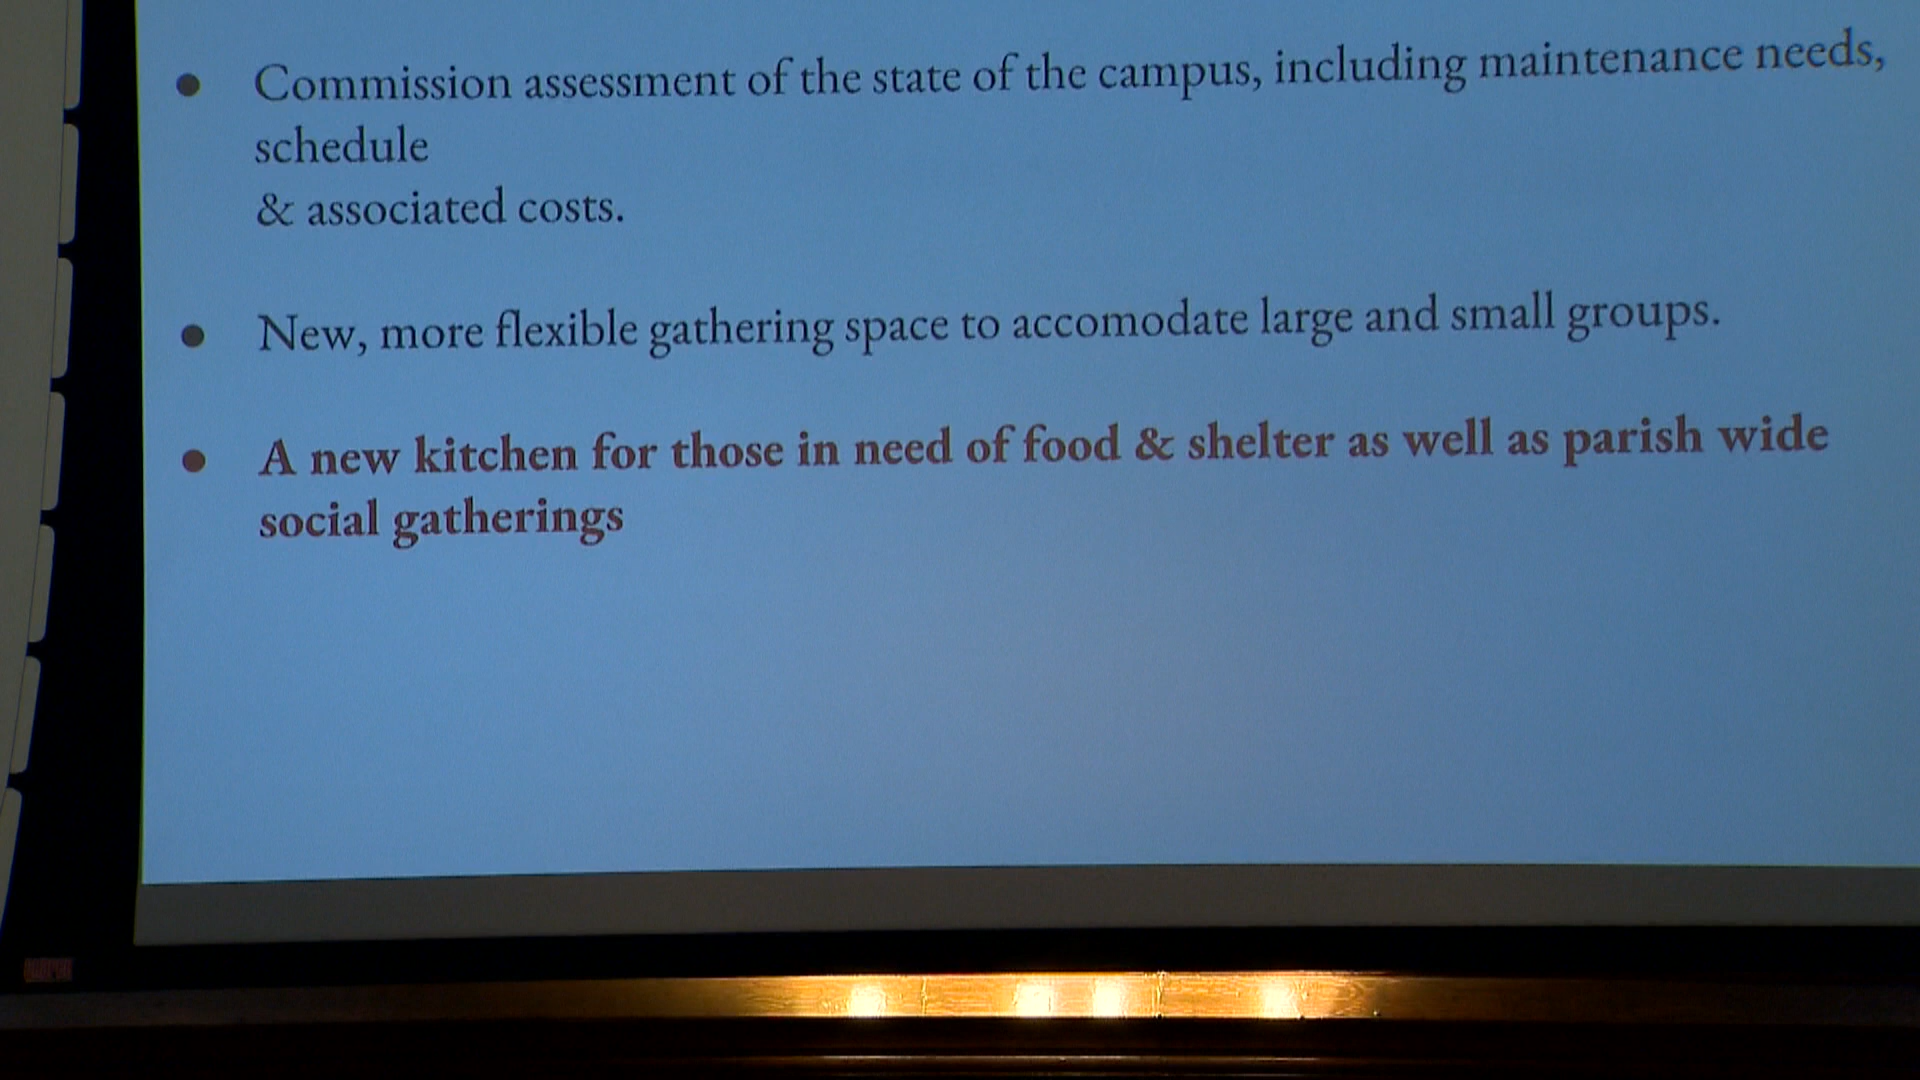 ● Commission assessment of the state of the campus, including maintenance needs,
schedule
& associated costs.
● New, more flexible gathering space to accomodate large and small groups.
● A new kitchen for those in need of food & shelter as well as parish wide
social gatherings